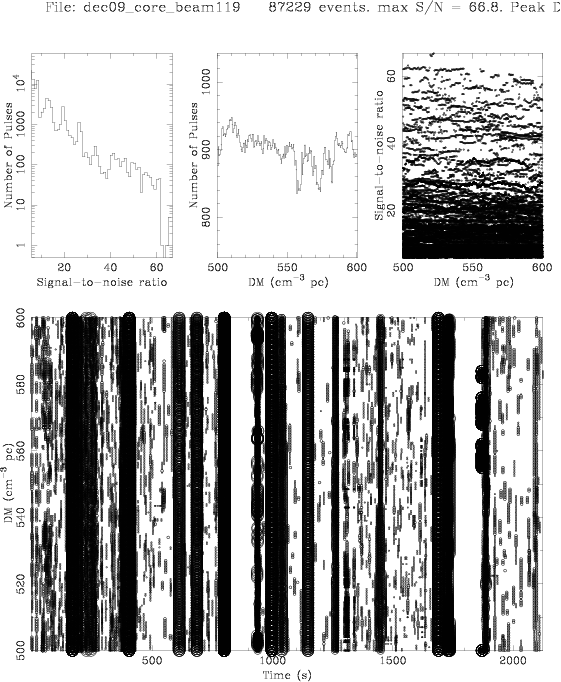 File: dec09_core_beam119 87229 events. max S/N = 66.8. Peak D
Number of Pulses
10⁴
1000
100
10
1
20 40 60
Signal-to-noise ratio
Number of Pulses
1000
900
800
500 550 600
DM (cm⁻³ pc)
Signal-to-noise ratio
60
40
20
500 550 600
DM (cm⁻³ pc)
DM (cm⁻³ pc)
600
580
560
540
520
500
500 1000 1500 2000
Time (s)